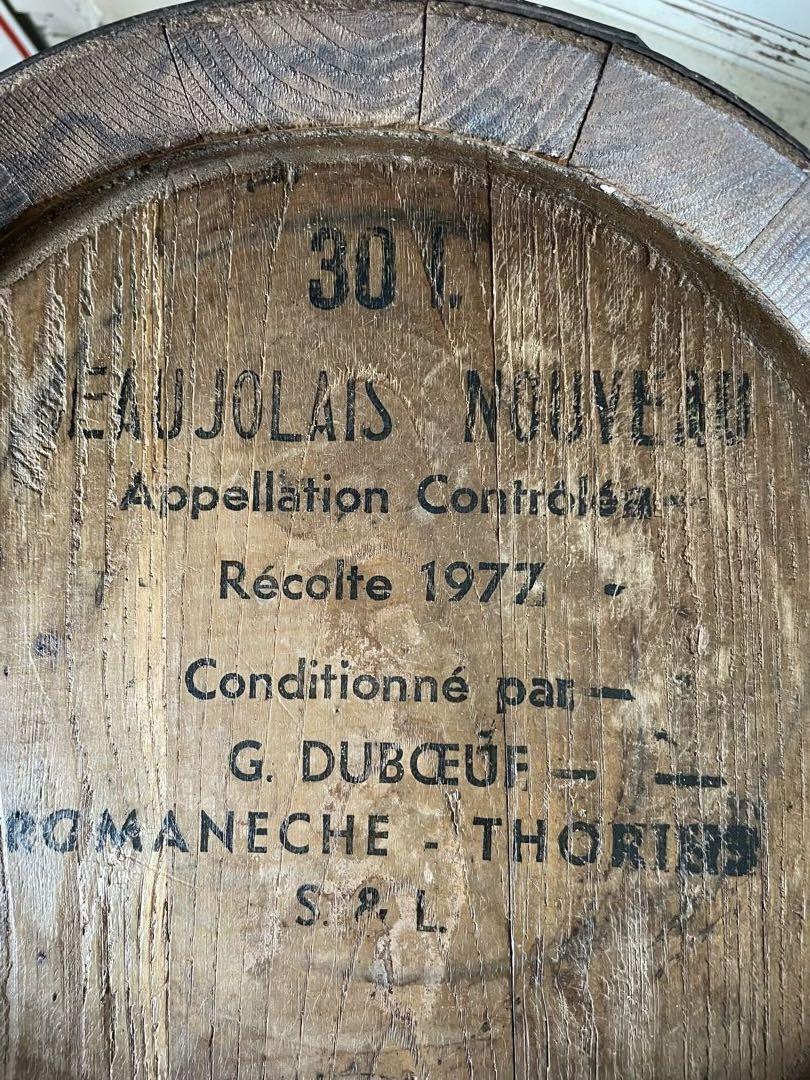 30 l.
BEAUJOLAIS NOUVEAU
Appellation Contrôlée
Récolte 1977
Conditionné par
G. DUBŒUF
ROMANECHE - THORINS
S. & L.